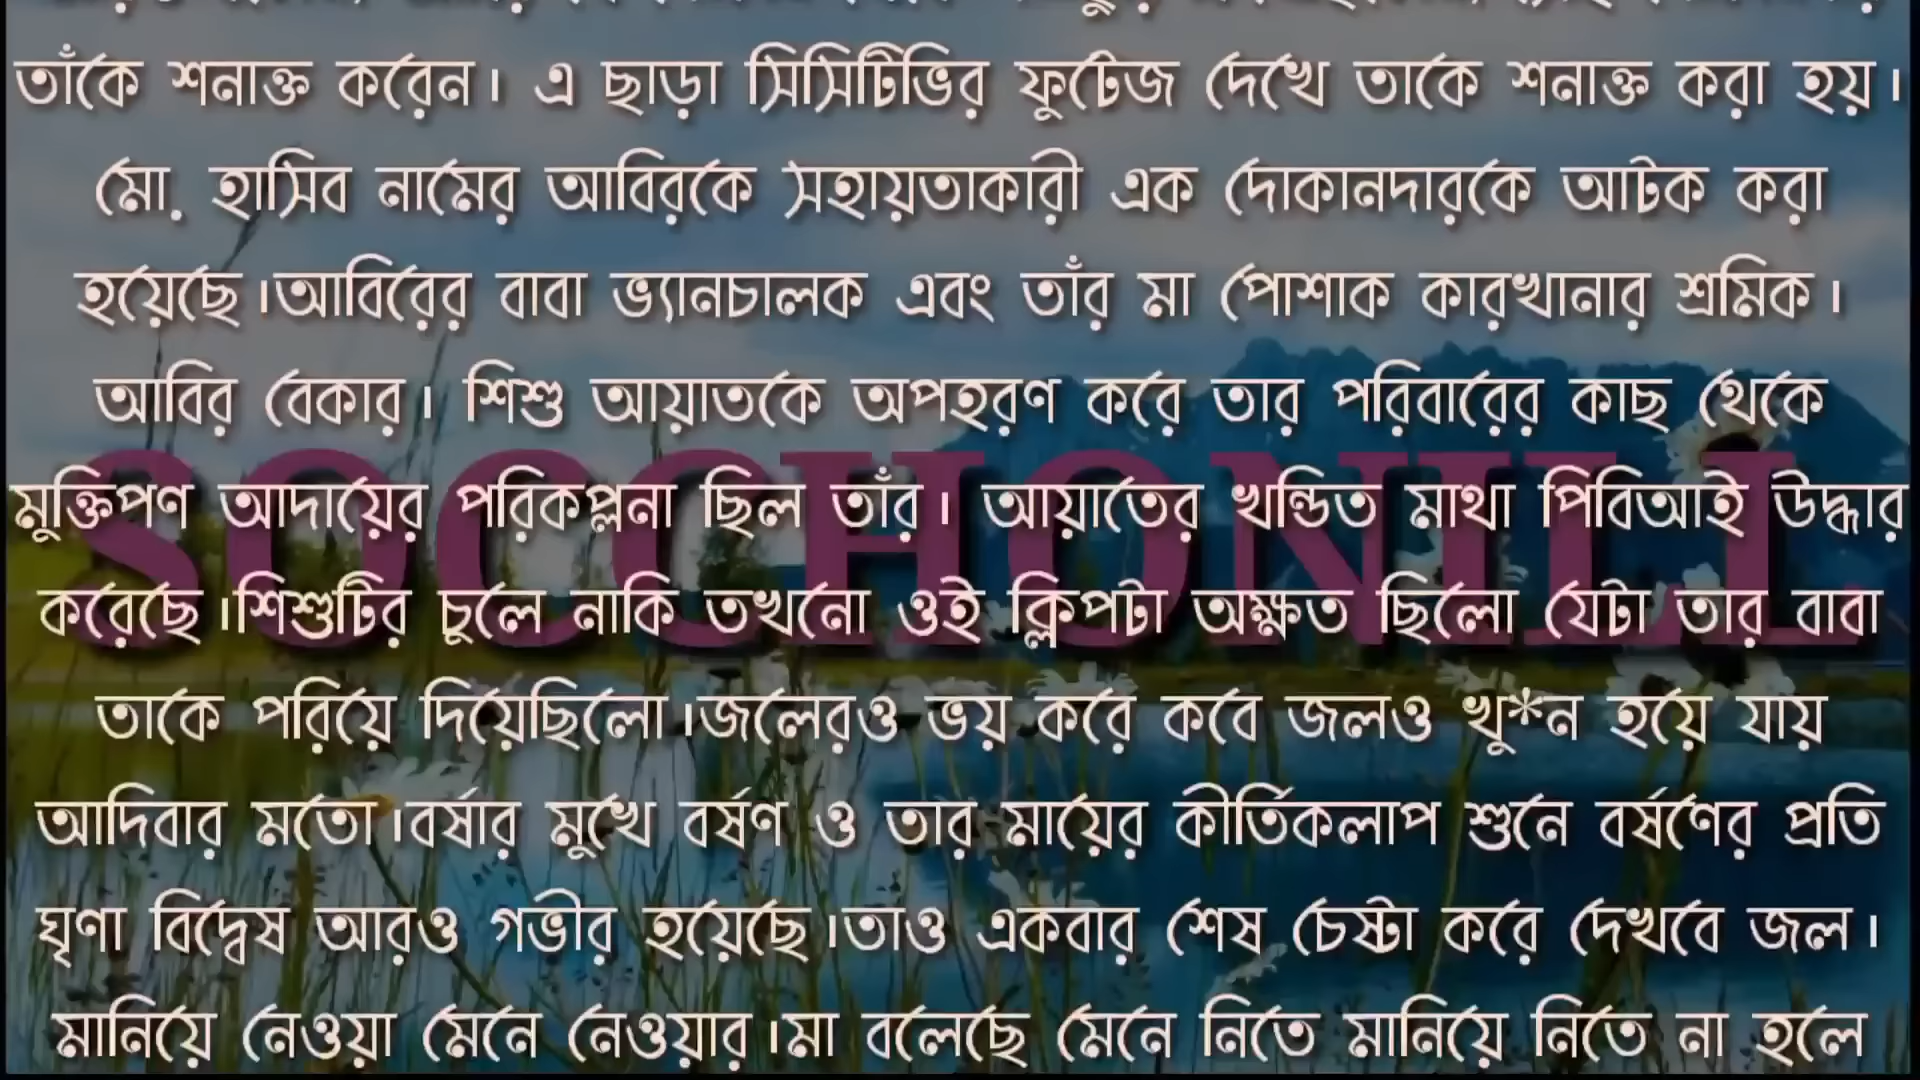 তাঁকে শনাক্ত করেন। এ ছাড়া সিসিটিভির ফুটেজ দেখে তাকে শনাক্ত করা হয়।
মো. হাসিব নামের আবিরকে সহায়তাকারী এক দোকানদারকে আটক করা
হয়েছে।আবিরের বাবা ভ্যানচালক এবং তাঁর মা পোশাক কারখানার শ্রমিক।
আবির বেকার। শিশু আয়াতকে অপহরণ করে তার পরিবারের কাছ থেকে
মুক্তিপণ আদায়ের পরিকল্পনা ছিল তাঁর। আয়াতের খন্ডিত মাথা পিবিআই উদ্ধার
SOCCHONILL
করেছে।শিশুটির চুলে নাকি তখনো ওই ক্লিপটা অক্ষত ছিলো যেটা তার বাবা
তাকে পরিয়ে দিয়েছিলো।জলেরও ভয় করে কবে জলও খু*ন হয়ে যায়
আদিবার মতো।বর্ষার মুখে বর্ষণ ও তার মায়ের কীর্তিকলাপ শুনে বর্ষণের প্রতি
ঘৃণা বিদ্বেষ আরও গভীর হয়েছে।তাও একবার শেষ চেষ্টা করে দেখবে জল।
মানিয়ে নেওয়া মেনে নেওয়ার।মা বলেছে মেনে নিতে মানিয়ে নিতে না হলে